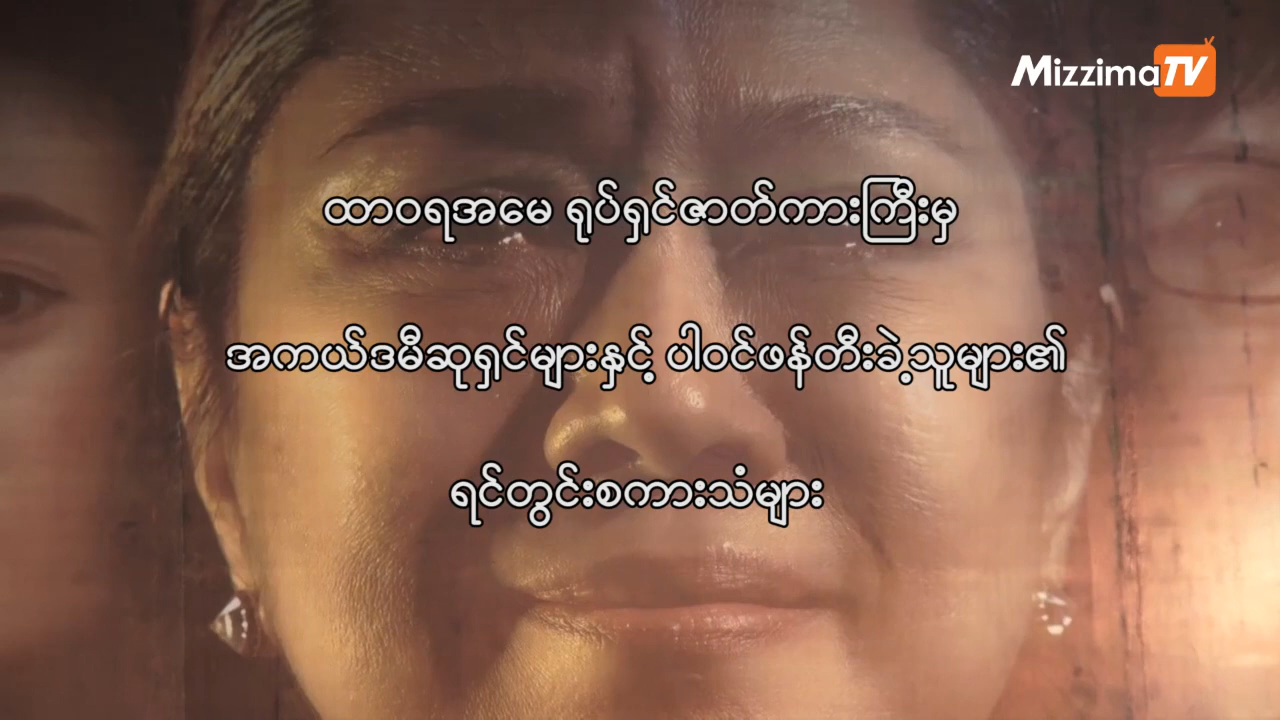 MizzimaTV
ထာဝရအမေ ရုပ်ရှင်ဇာတ်ကားကြီးမှ
အကယ်ဒမီဆုရှင်များနှင့် ပါဝင်ဖန်တီးခဲ့သူများ၏
ရင်တွင်းစကားသံများ